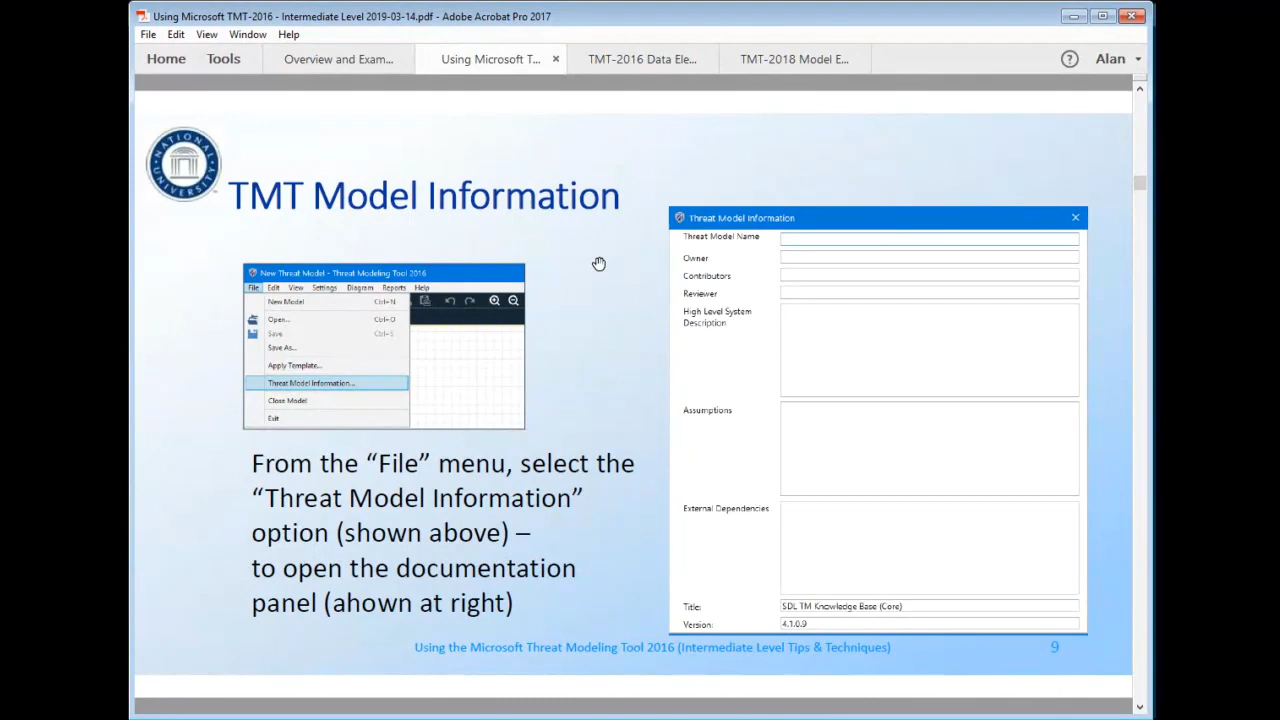 Using Microsoft TMT-2016 - Intermediate Level 2019-03-14.pdf - Adobe Acrobat Pro 2017
File Edit View Window Help
Home Tools Overview and Exam... Using Microsoft T... × TMT-2016 Data Ele... TMT-2018 Model E... ? Alan
NATIONAL UNIVERSITY
TMT Model Information
New Threat Model - Threat Modeling Tool 2016
File Edit View Settings Diagram Reports Help
New Model Ctrl+N
Open... Ctrl+O
Save Ctrl+S
Save As...
Apply Template...
Threat Model Information...
Close Model
Exit
From the “File” menu, select the
“Threat Model Information”
option (shown above) –
to open the documentation
panel (ahown at right)
Threat Model Information ×
Threat Model Name
Owner
Contributors
Reviewer
High Level System
Description
Assumptions
External Dependencies
Title: SDL TM Knowledge Base (Core)
Version: 4.1.0.9
Using the Microsoft Threat Modeling Tool 2016 (Intermediate Level Tips & Techniques) 9